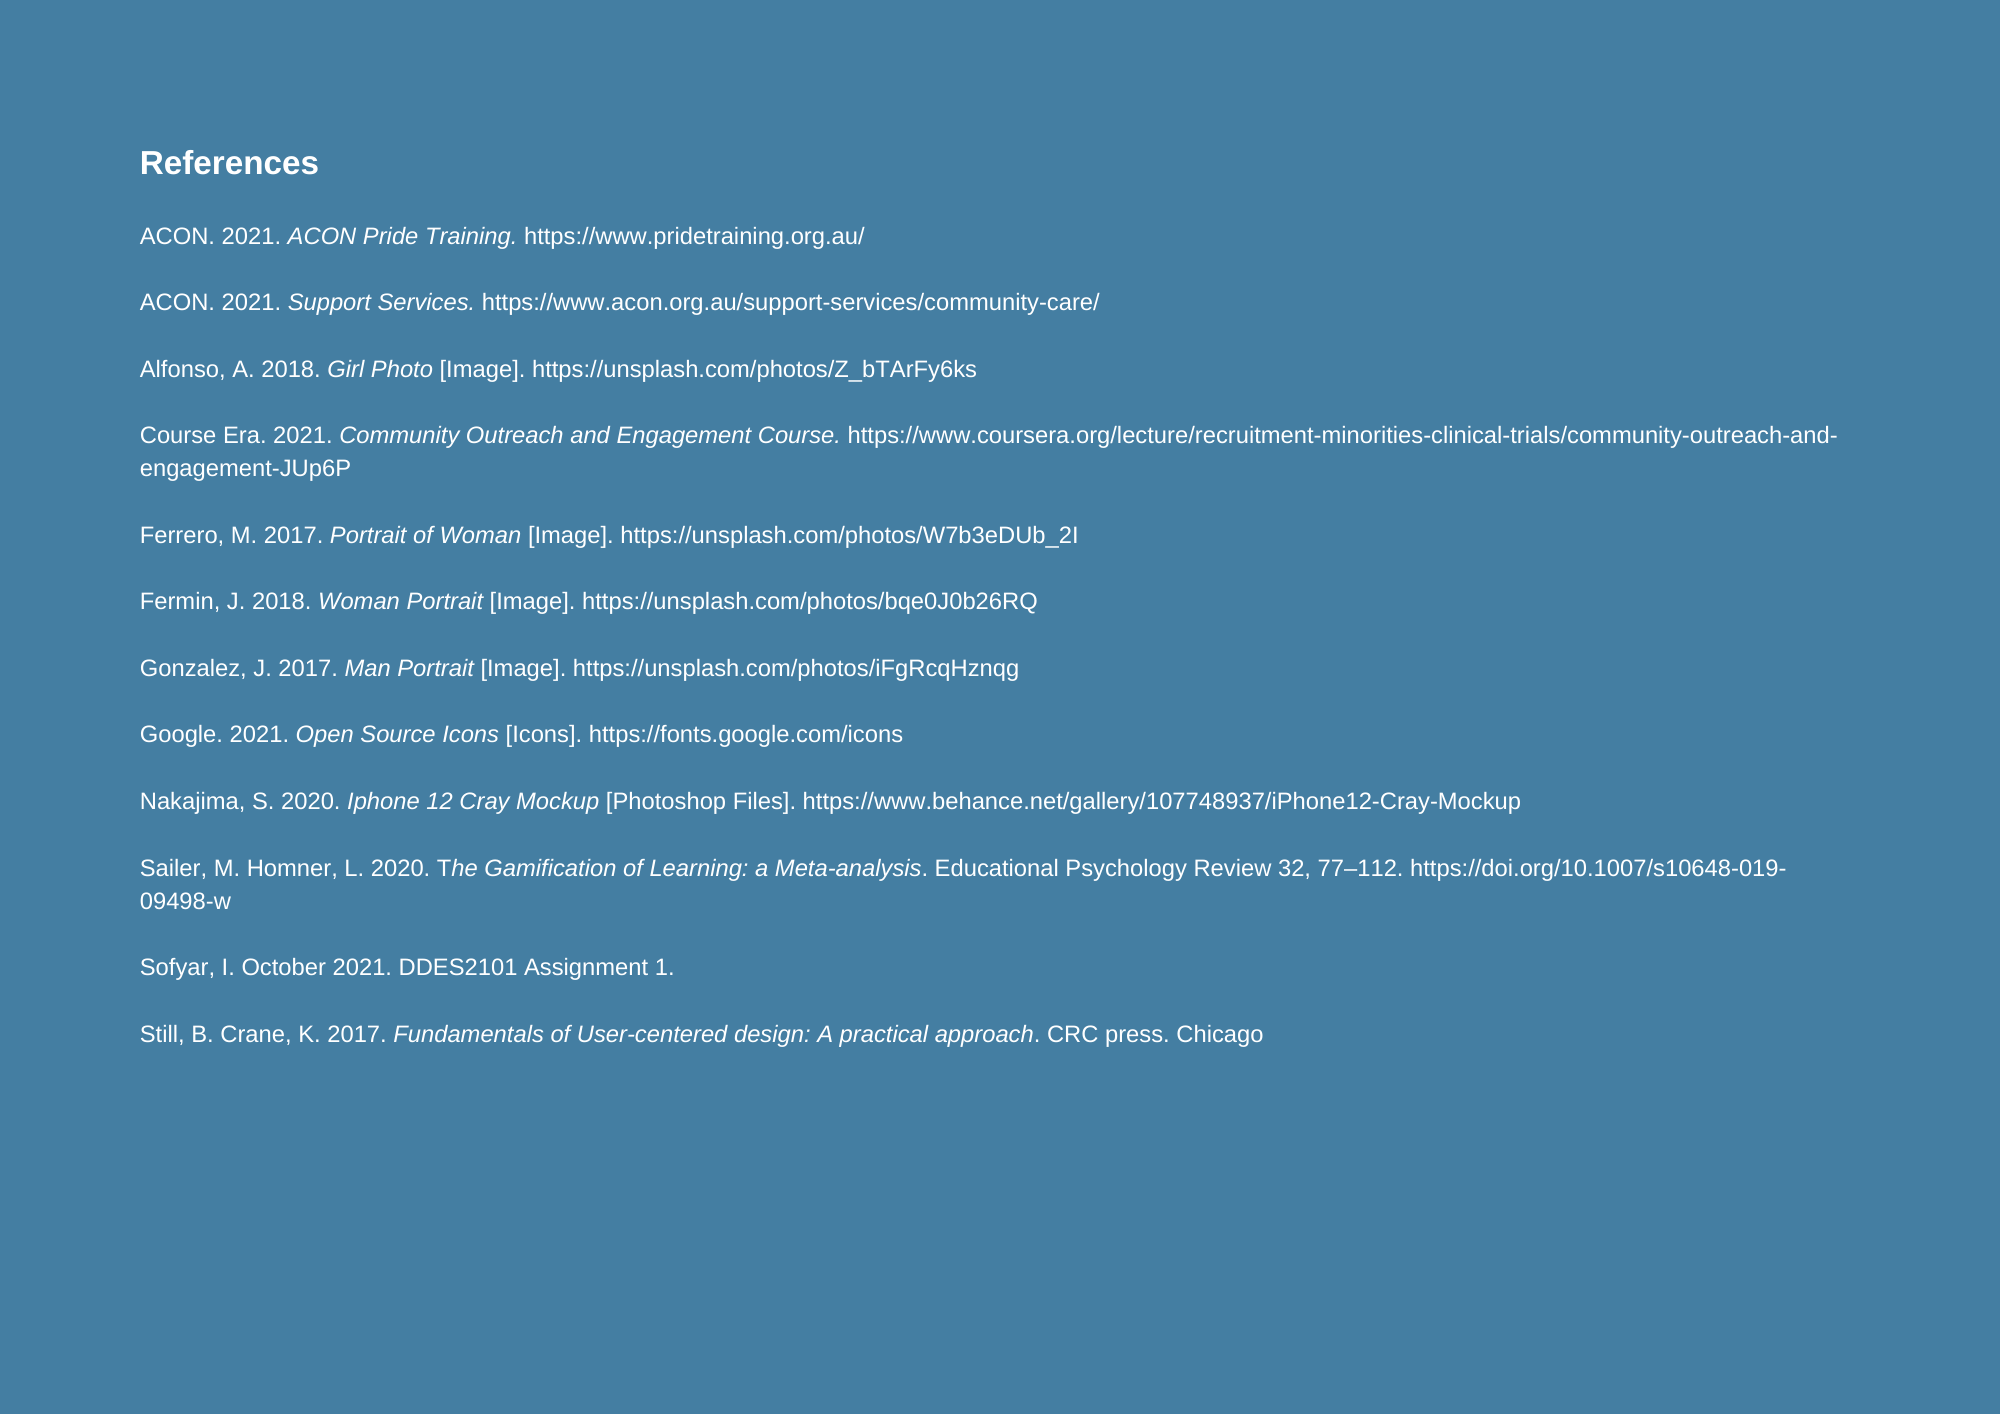 References
ACON. 2021. ACON Pride Training. https://www.pridetraining.org.au/
ACON. 2021. Support Services. https://www.acon.org.au/support-services/community-care/
Alfonso, A. 2018. Girl Photo [Image]. https://unsplash.com/photos/Z_bTArFy6ks
Course Era. 2021. Community Outreach and Engagement Course. https://www.coursera.org/lecture/recruitment-minorities-clinical-trials/community-outreach-and-
engagement-JUp6P
Ferrero, M. 2017. Portrait of Woman [Image]. https://unsplash.com/photos/W7b3eDUb_2I
Fermin, J. 2018. Woman Portrait [Image]. https://unsplash.com/photos/bqe0J0b26RQ
Gonzalez, J. 2017. Man Portrait [Image]. https://unsplash.com/photos/iFgRcqHznqg
Google. 2021. Open Source Icons [Icons]. https://fonts.google.com/icons
Nakajima, S. 2020. Iphone 12 Cray Mockup [Photoshop Files]. https://www.behance.net/gallery/107748937/iPhone12-Cray-Mockup
Sailer, M. Homner, L. 2020. The Gamification of Learning: a Meta-analysis. Educational Psychology Review 32, 77–112. https://doi.org/10.1007/s10648-019-
09498-w
Sofyar, I. October 2021. DDES2101 Assignment 1.
Still, B. Crane, K. 2017. Fundamentals of User-centered design: A practical approach. CRC press. Chicago